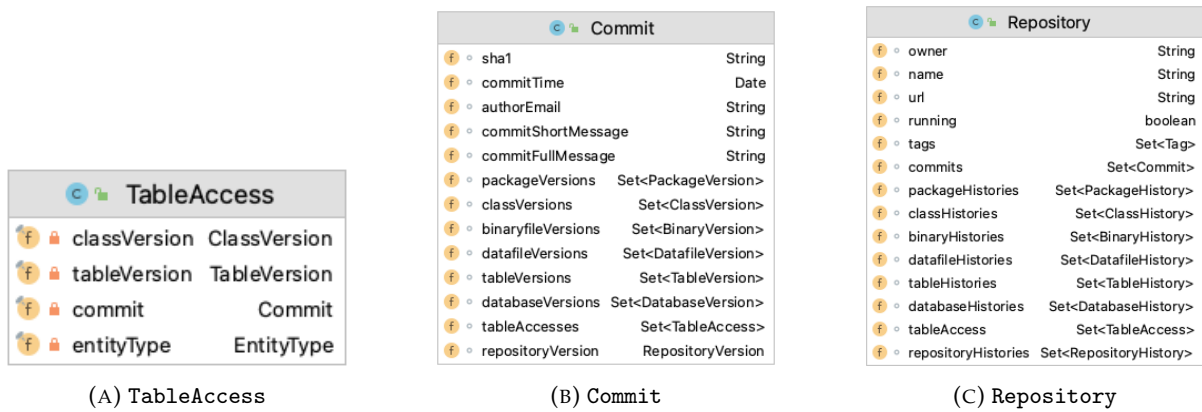 TableAccess
classVersion ClassVersion
tableVersion TableVersion
commit Commit
entityType EntityType
(A) TableAccess
Commit
sha1 String
commitTime Date
authorEmail String
commitShortMessage String
commitFullMessage String
packageVersions Set<PackageVersion>
classVersions Set<ClassVersion>
binaryfileVersions Set<BinaryVersion>
datafileVersions Set<DatafileVersion>
tableVersions Set<TableVersion>
databaseVersions Set<DatabaseVersion>
tableAccesses Set<TableAccess>
repositoryVersion RepositoryVersion
(B) Commit
Repository
owner String
name String
url String
running boolean
tags Set<Tag>
commits Set<Commit>
packageHistories Set<PackageHistory>
classHistories Set<ClassHistory>
binaryHistories Set<BinaryHistory>
datafileHistories Set<DatafileHistory>
tableHistories Set<TableHistory>
databaseHistories Set<DatabaseHistory>
tableAccess Set<TableAccess>
repositoryHistories Set<RepositoryHistory>
(C) Repository